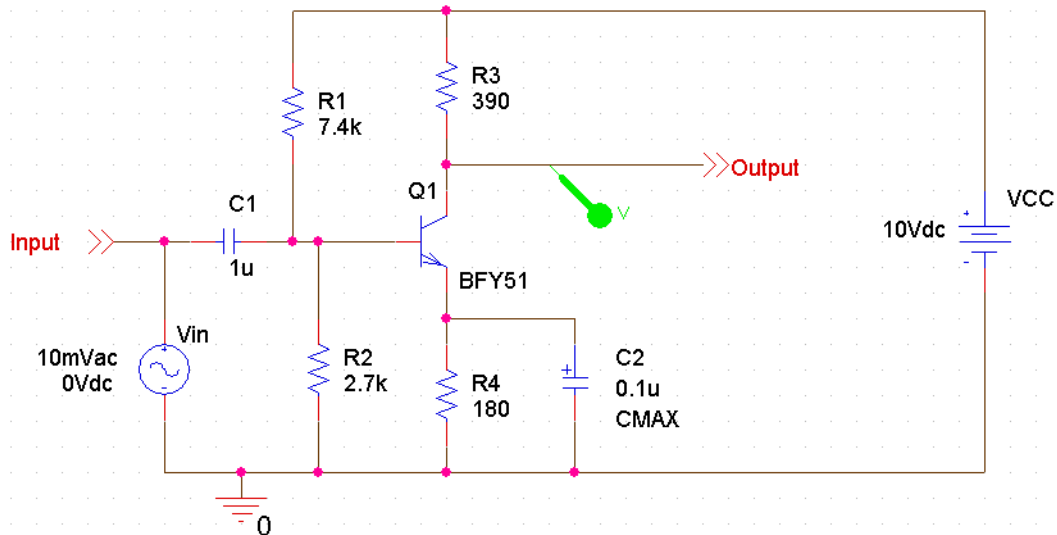 R3
390
R1
7.4k
Output
Q1
V
C1
VCC
10Vdc
Input
1u
BFY51
Vin
10mVac
0Vdc
R2
2.7k
R4
180
C2
0.1u
CMAX
0